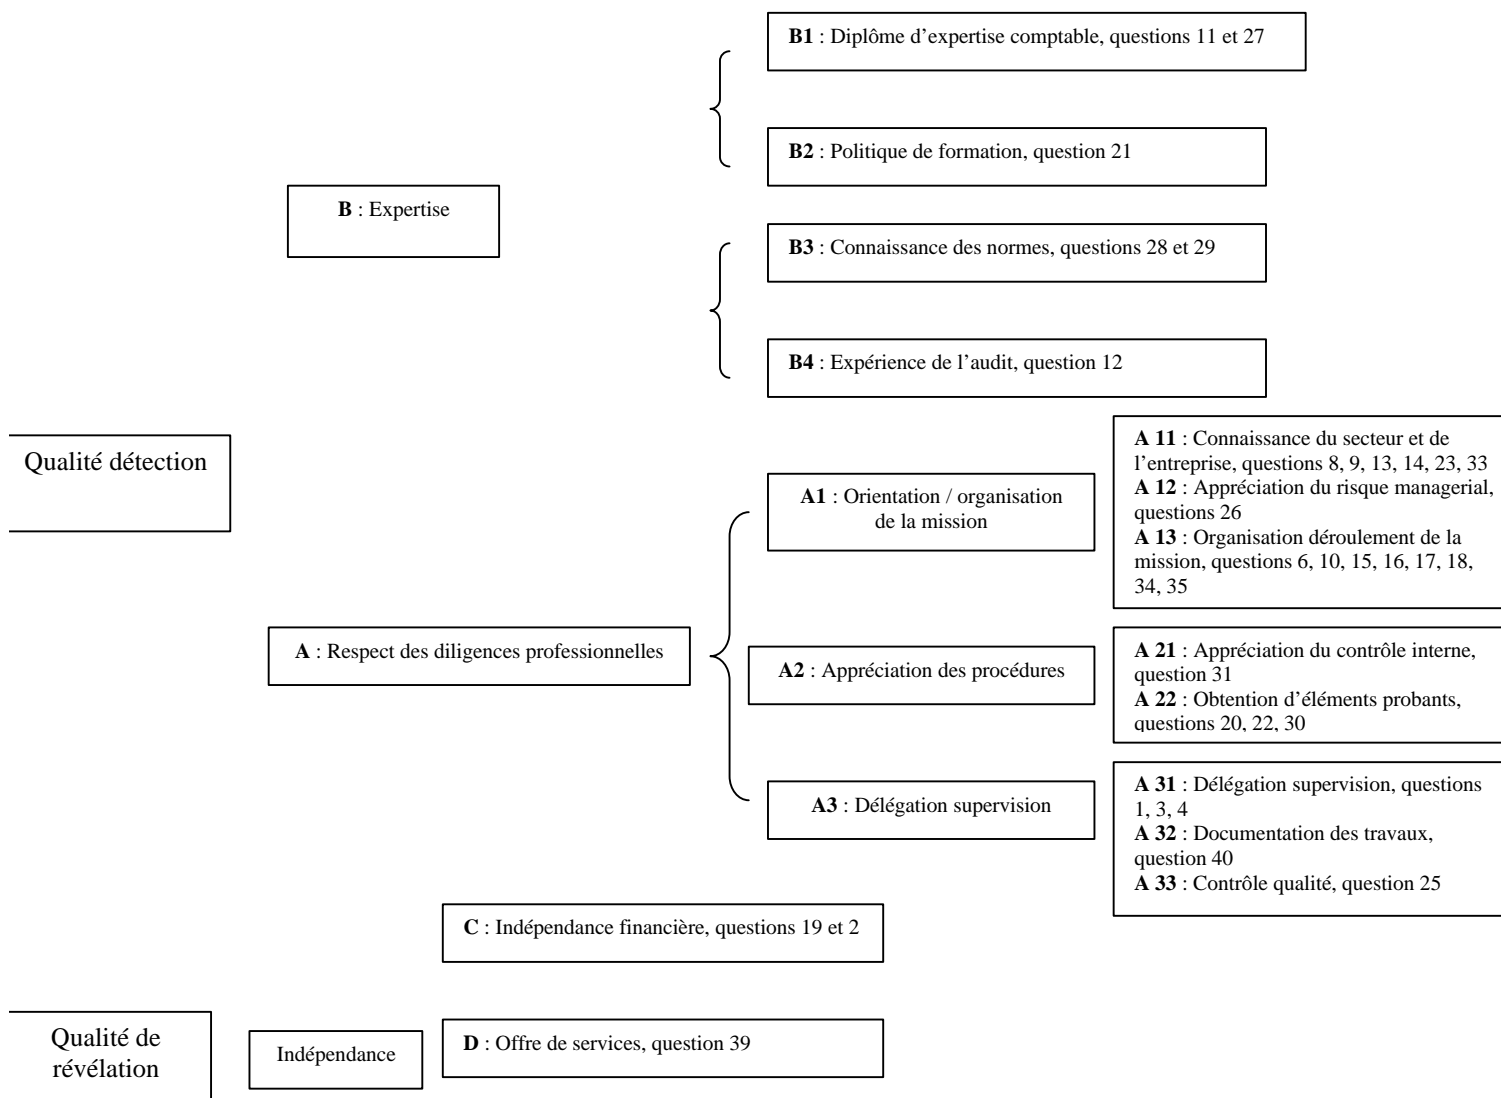 B1 : Diplôme d’expertise comptable, questions 11 et 27
B2 : Politique de formation, question 21
B : Expertise
B3 : Connaissance des normes, questions 28 et 29
B4 : Expérience de l’audit, question 12
Qualité détection
A 11 : Connaissance du secteur et de
l’entreprise, questions 8, 9, 13, 14, 23, 33
A 12 : Appréciation du risque managerial,
questions 26
A 13 : Organisation déroulement de la
mission, questions 6, 10, 15, 16, 17, 18,
34, 35
A1 : Orientation / organisation
de la mission
A : Respect des diligences professionnelles
A2 : Appréciation des procédures
A 21 : Appréciation du contrôle interne,
question 31
A 22 : Obtention d’éléments probants,
questions 20, 22, 30
A3 : Délégation supervision
A 31 : Délégation supervision, questions
1, 3, 4
A 32 : Documentation des travaux,
question 40
A 33 : Contrôle qualité, question 25
C : Indépendance financière, questions 19 et 2
Qualité de
révélation
Indépendance
D : Offre de services, question 39